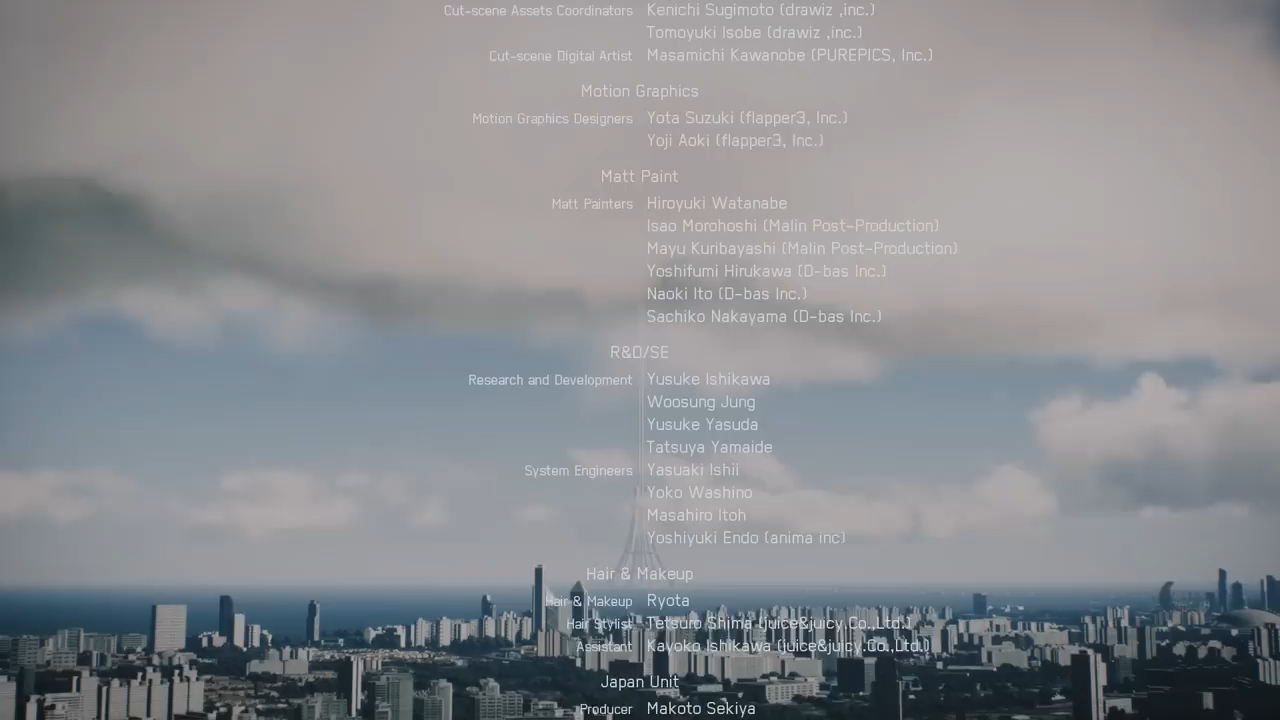 Cut-scene Assets Coordinators Kenichi Sugimoto (drawiz ,inc.)
Tomoyuki Isobe (drawiz ,inc.)
Cut-scene Digital Artist Masamichi Kawanobe (PUREPICS, Inc.)
Motion Graphics
Motion Graphics Designers Yota Suzuki (flapper3, Inc.)
Yoji Aoki (flapper3, Inc.)
Matt Paint
Matt Painters Hiroyuki Watanabe
Isao Morohoshi (Malin Post-Production)
Mayu Kuribayashi (Malin Post-Production)
Yoshifumi Hirukawa (D-bas Inc.)
Naoki Ito (D-bas Inc.)
Sachiko Nakayama (D-bas Inc.)
R&D/SE
Research and Development Yusuke Ishikawa
Woosung Jung
Yusuke Yasuda
Tatsuya Yamaide
System Engineers Yasuaki Ishii
Yoko Washino
Masahiro Itoh
Yoshiyuki Endo (anima inc)
Hair & Makeup
Hair & Makeup Ryota
Hair Stylist Tetsuro Shima (juice&juicy.Co.,Ltd.)
Assistant Kayoko Ishikawa (juice&juicy.Co.,Ltd.)
Japan Unit
Producer Makoto Sekiya